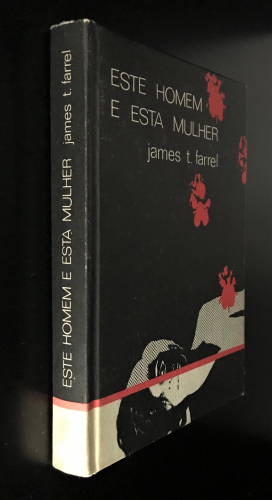 ESTE HOMEM
E ESTA MULHER
james t. farrel
ESTE HOMEM E ESTA MULHER james t. farrel